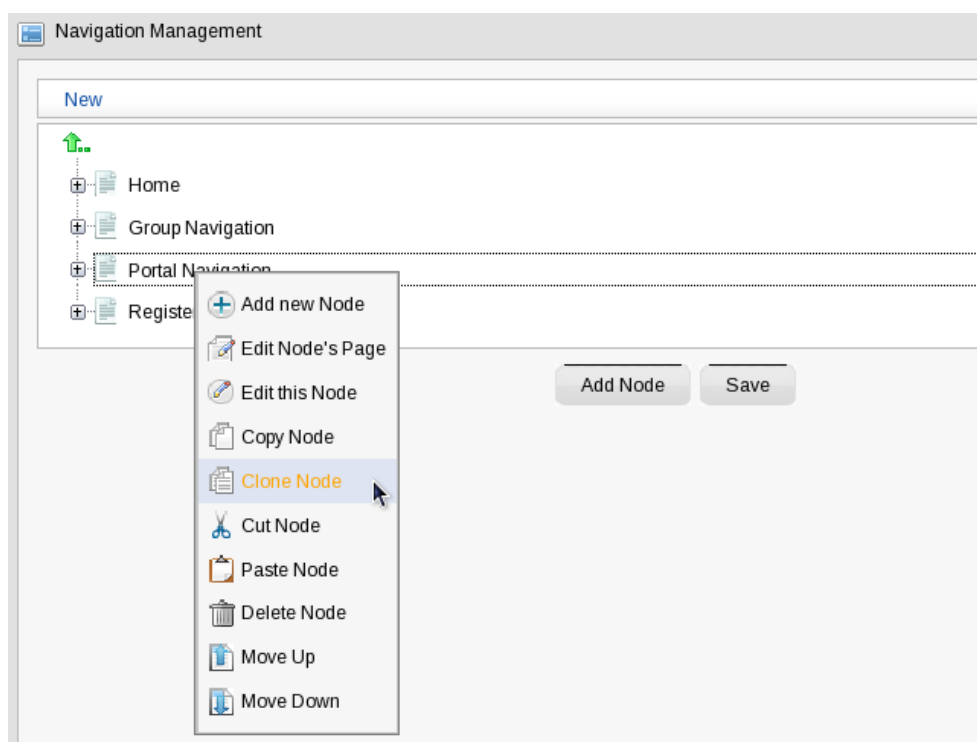 Navigation Management
New
Home
Group Navigation
Portal Navigation
Registe
Add new Node
Edit Node's Page
Edit this Node
Copy Node
Clone Node
Cut Node
Paste Node
Delete Node
Move Up
Move Down
Add Node
Save